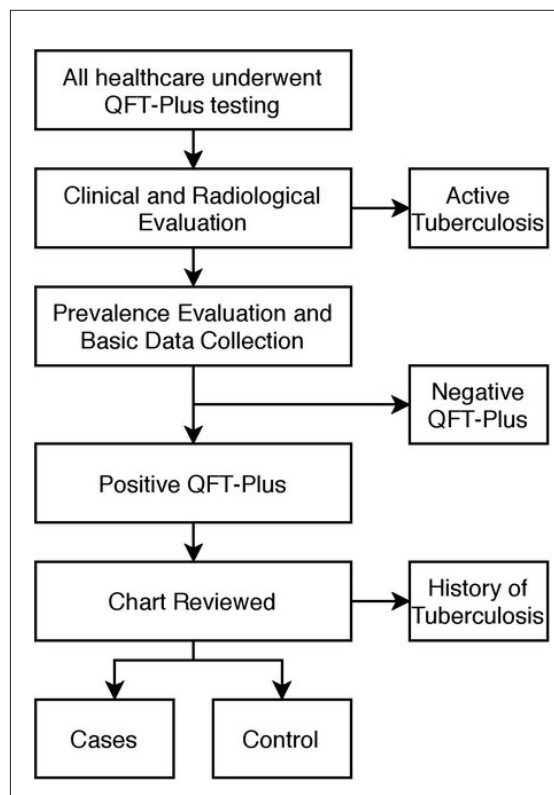 All healthcare underwent
QFT-Plus testing
Clinical and Radiological
Evaluation
Active
Tuberculosis
Prevalence Evaluation and
Basic Data Collection
Negative
QFT-Plus
Positive QFT-Plus
Chart Reviewed
History of
Tuberculosis
Cases
Control